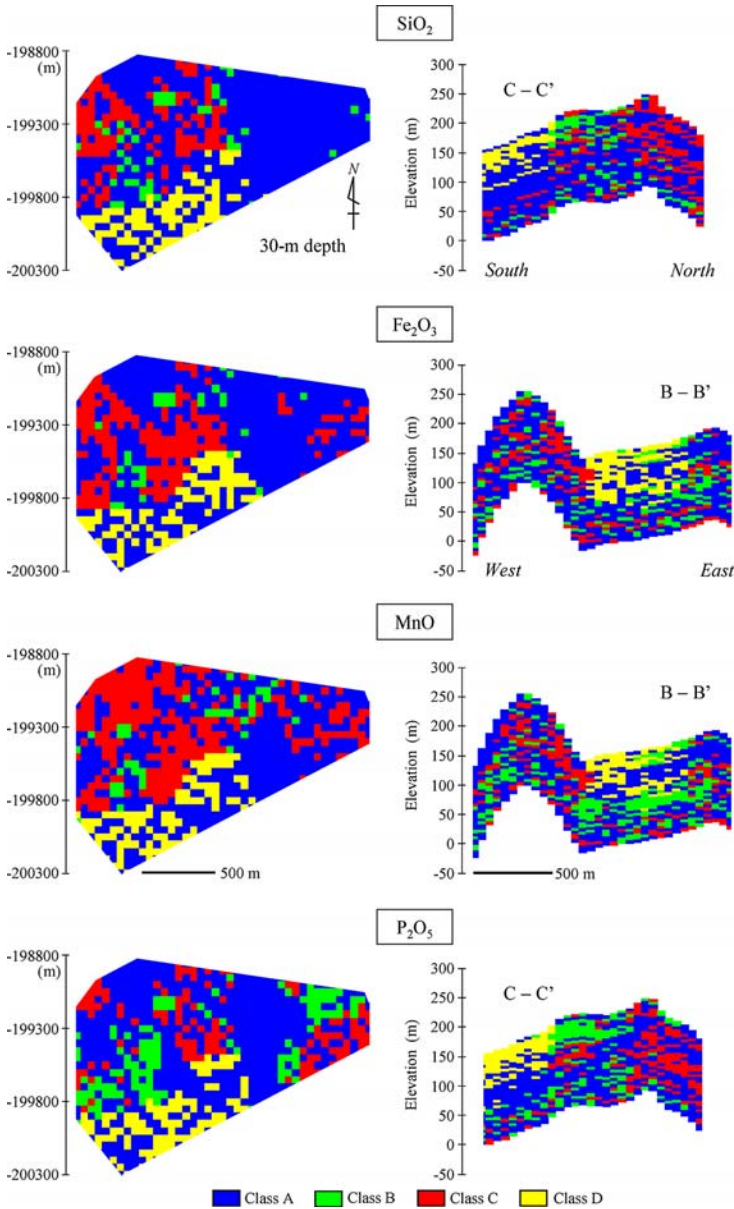 SiO2
-198800
(m)
-199300
-199800
-200300
N
30-m depth
C – C’
Elevation (m)
300
250
200
150
100
50
0
-50
South
North
Fe2O3
-198800
(m)
-199300
-199800
-200300
B – B’
Elevation (m)
300
250
200
150
100
50
0
-50
West
East
MnO
-198800
(m)
-199300
-199800
-200300
500 m
B – B’
Elevation (m)
300
250
200
150
100
50
0
-50
500 m
P2O5
-198800
(m)
-199300
-199800
-200300
C – C’
Elevation (m)
300
250
200
150
100
50
0
-50
Class A Class B Class C Class D